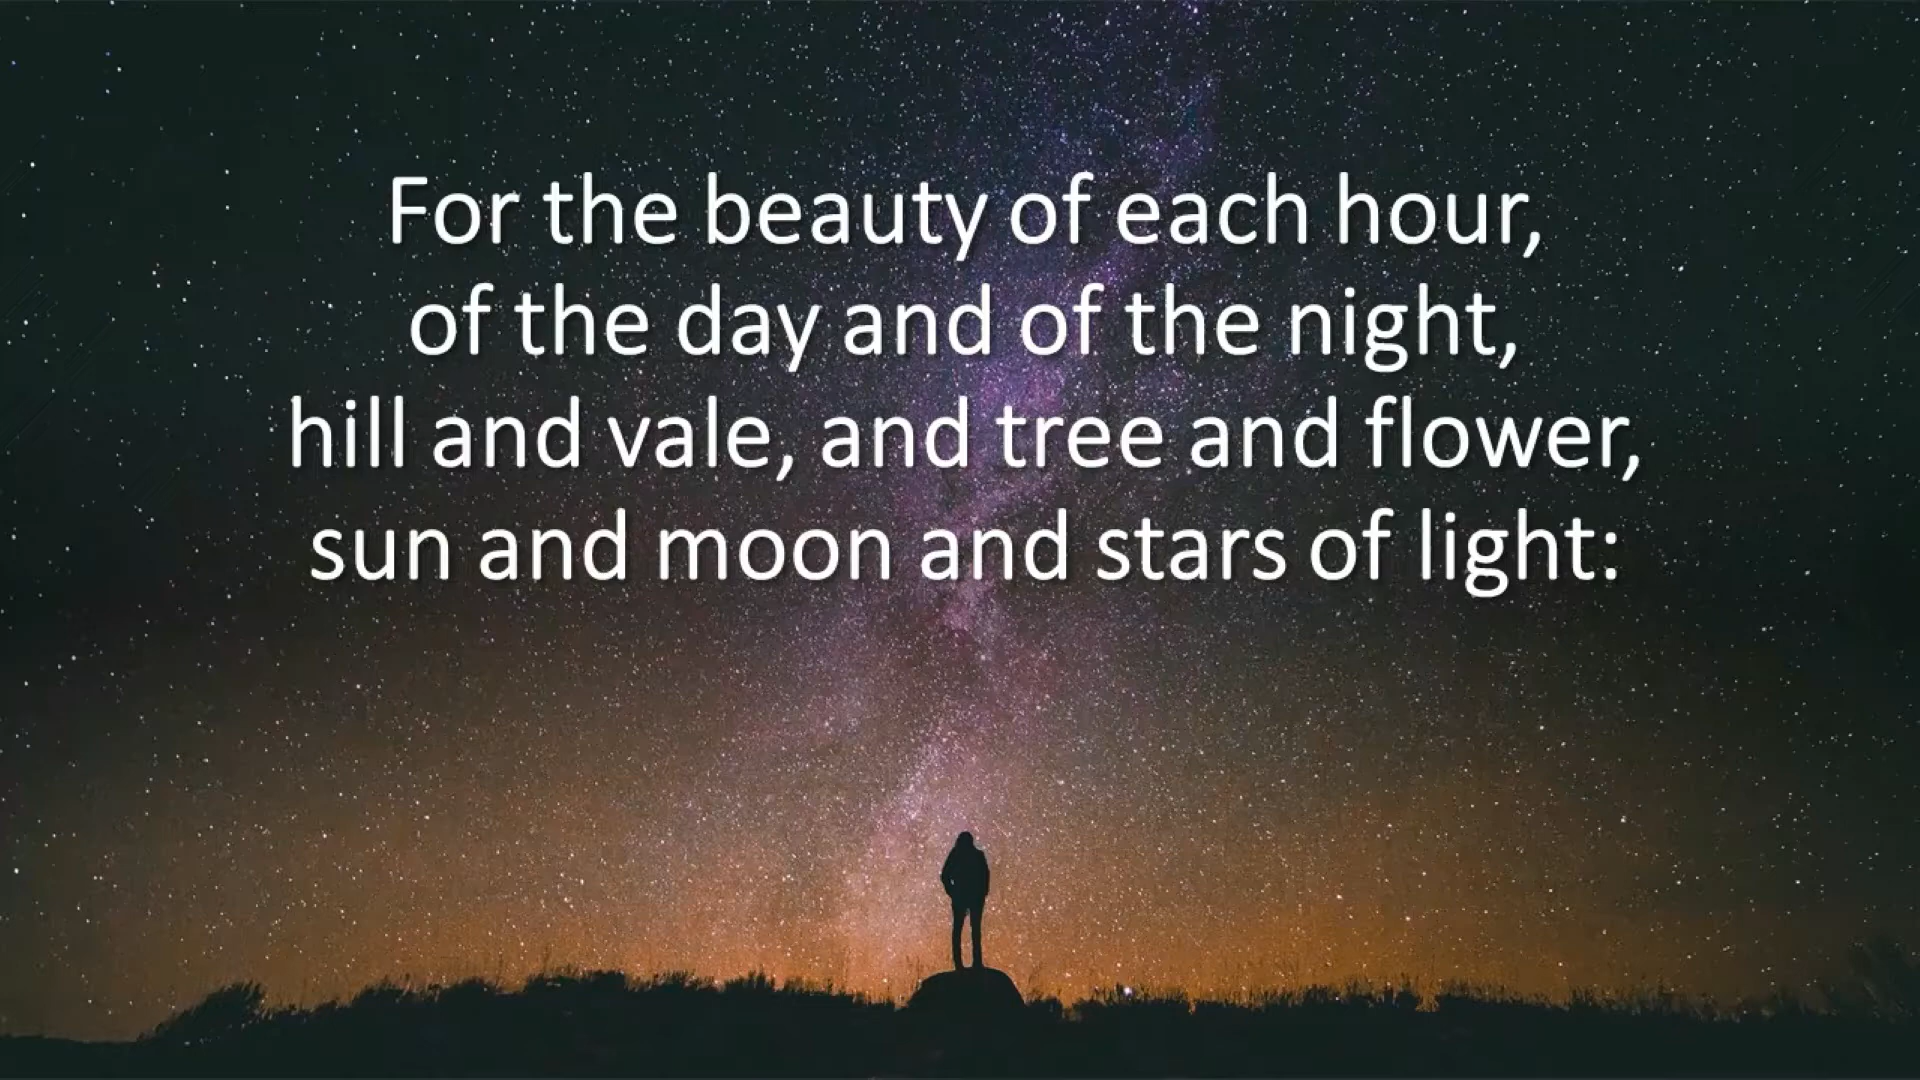 For the beauty of each hour,
of the day and of the night,
hill and vale, and tree and flower,
sun and moon and stars of light: